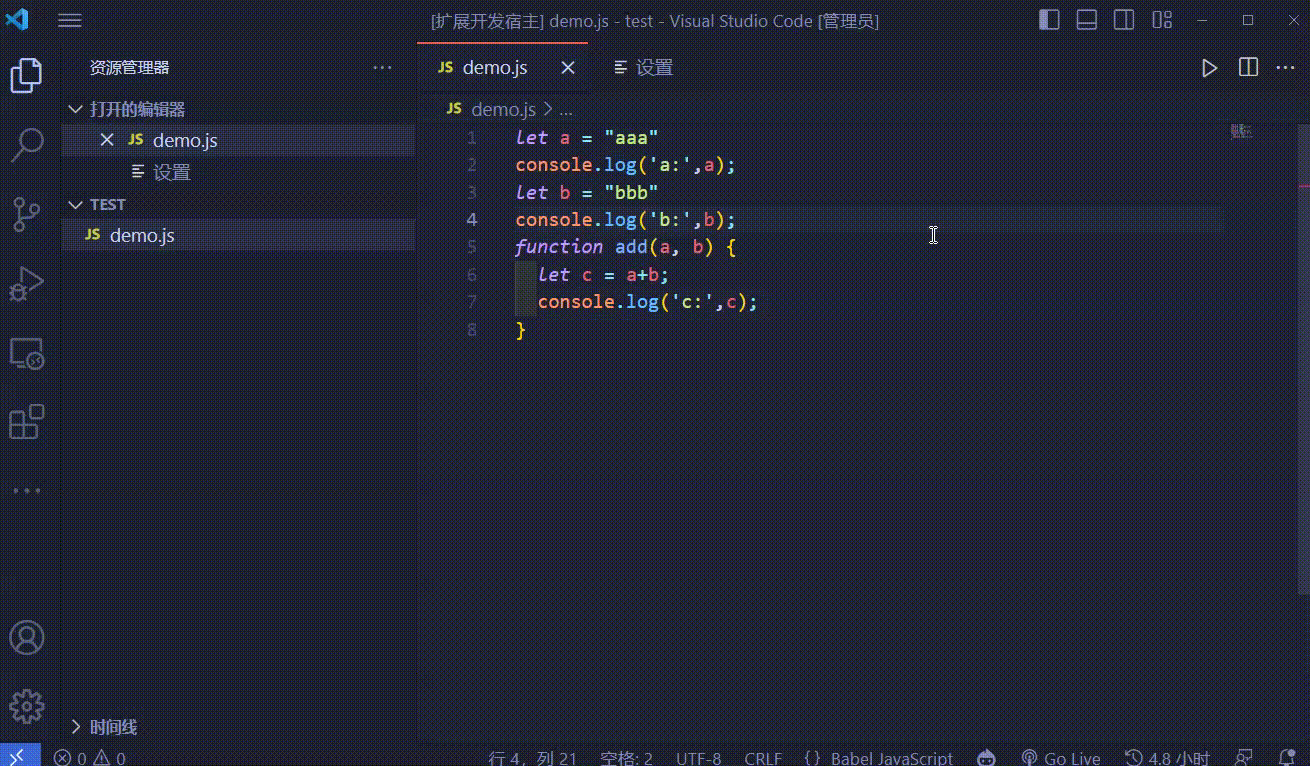 [扩展开发宿主] demo.js - test - Visual Studio Code [管理员]
资源管理器
打开的编辑器
JS demo.js
设置
TEST
JS demo.js
时间线
JS demo.js
设置
JS demo.js > ...
1 let a = "aaa"
2 console.log('a:',a);
3 let b = "bbb"
4 console.log('b:',b);
5 function add(a, b) {
6 let c = a+b;
7 console.log('c:',c);
8 }
0 0 行 4，列 21 空格: 2 UTF-8 CRLF {} Babel JavaScript Go Live 4.8 小时